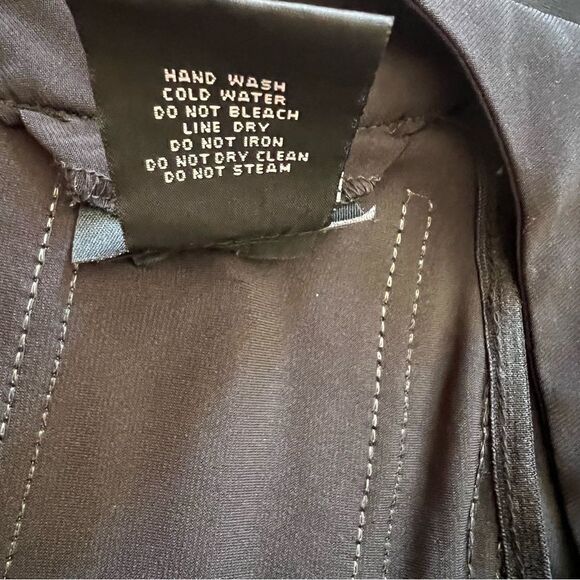 HAND WASH
COLD WATER
DO NOT BLEACH
LINE DRY
DO NOT IRON
DO NOT DRY CLEAN
DO NOT STEAM